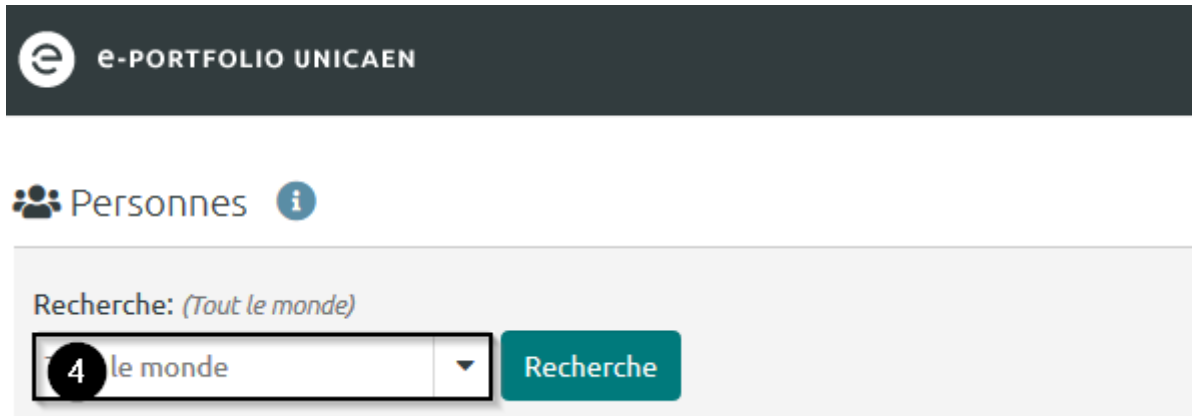 e-PORTFOLIO UNICAEN
Personnes
Recherche: (Tout le monde)
4 le monde
Recherche